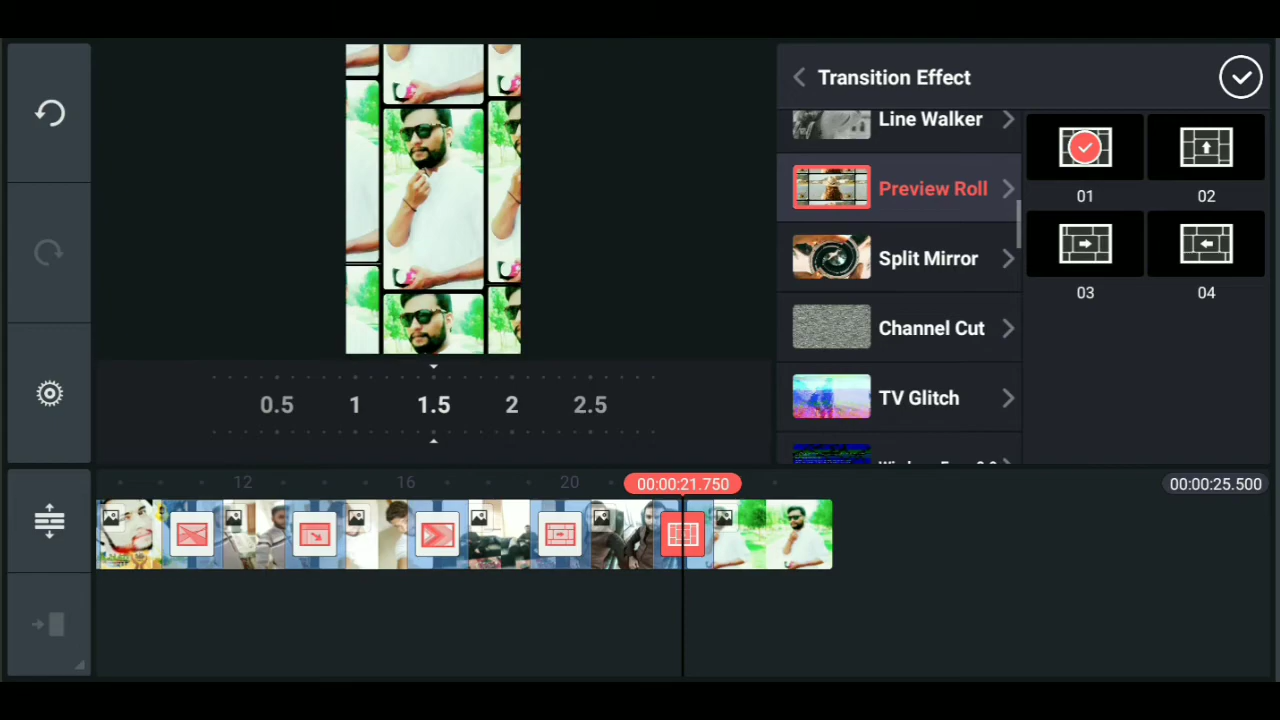 Transition Effect
Line Walker
Preview Roll
Split Mirror
Channel Cut
TV Glitch
01
02
03
04
0.5
1
1.5
2
2.5
12
16
20
00:00:21.750
00:00:25.500